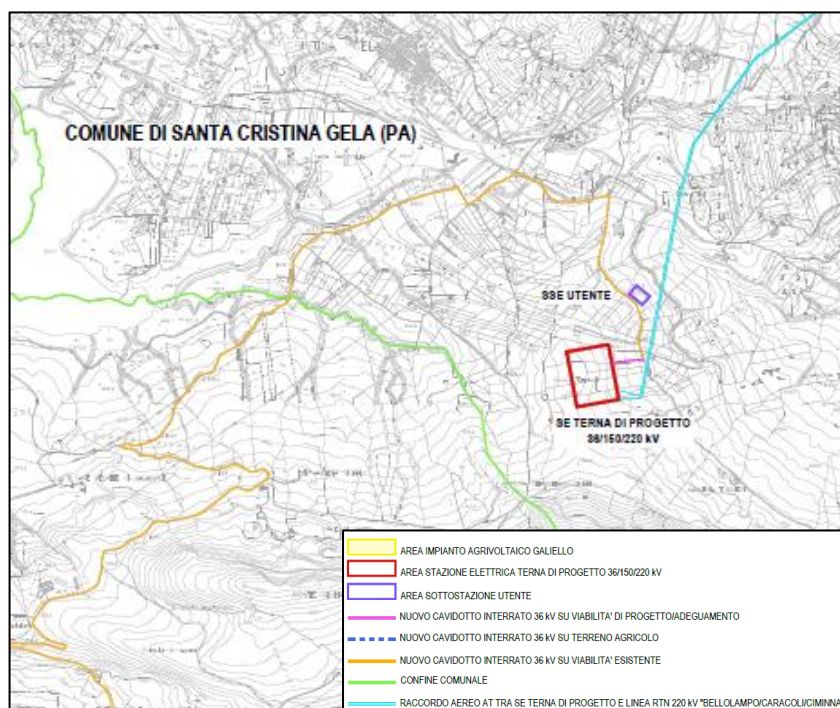 COMUNE DI SANTA CRISTINA GELA (PA)
SSE UTENTE
SE TERNA DI PROGETTO
36/150/220 kV
AREA IMPIANTO AGRIVOLTAICO GALIELLO
AREA STAZIONE ELETTRICA TERNA DI PROGETTO 36/150/220 kV
AREA SOTTOSTAZIONE UTENTE
NUOVO CAVIDOTTO INTERRATO 36 kV SU VIABILITA' DI PROGETTO/ADEGUAMENTO
NUOVO CAVIDOTTO INTERRATO 36 kV SU TERRENO AGRICOLO
NUOVO CAVIDOTTO INTERRATO 36 kV SU VIABILITA' ESISTENTE
CONFINE COMUNALE
RACCORDO AEREO AT TRA SE TERNA DI PROGETTO E LINEA RTN 220 kV "BELLOLAMPO/CARACOLI/CIMINNA